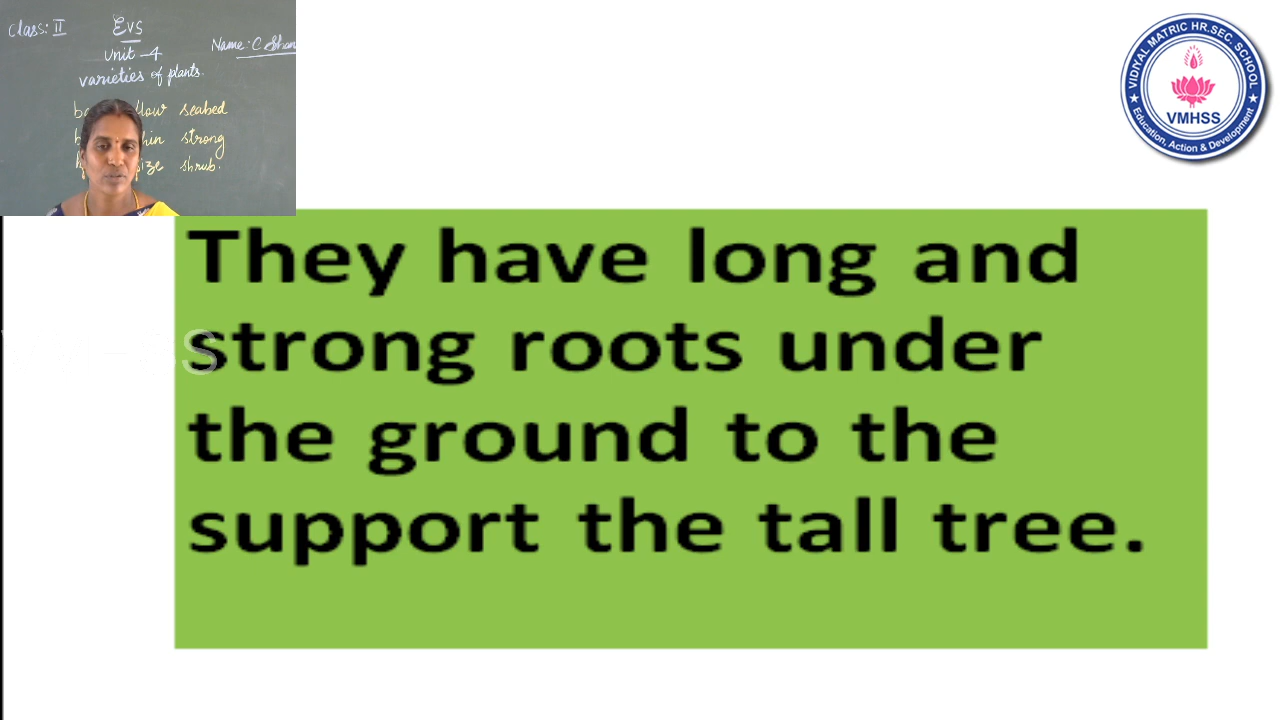 Class: II
EVS
Unit - 4
Name: C Shan
varieties of plants.
seabed
strong
shrub.
VIDIYAL MATRIC HR.SEC. SCHOOL
VMHSS
Education, Action & Development
They have long and
strong roots under
the ground to the
support the tall tree.